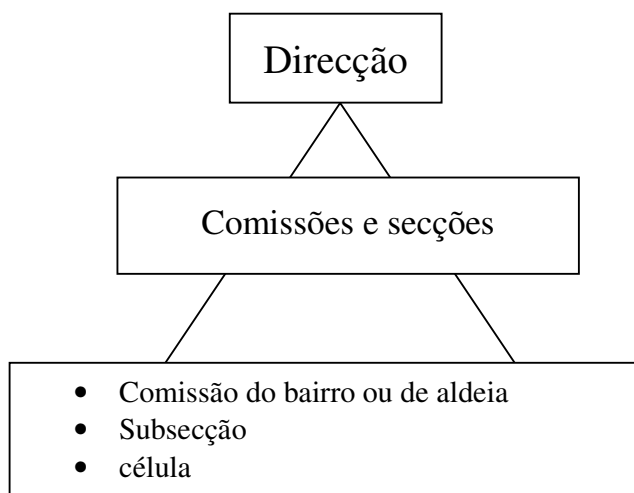 Direcção
Comissões e secções
• Comissão do bairro ou de aldeia
• Subsecção
• célula